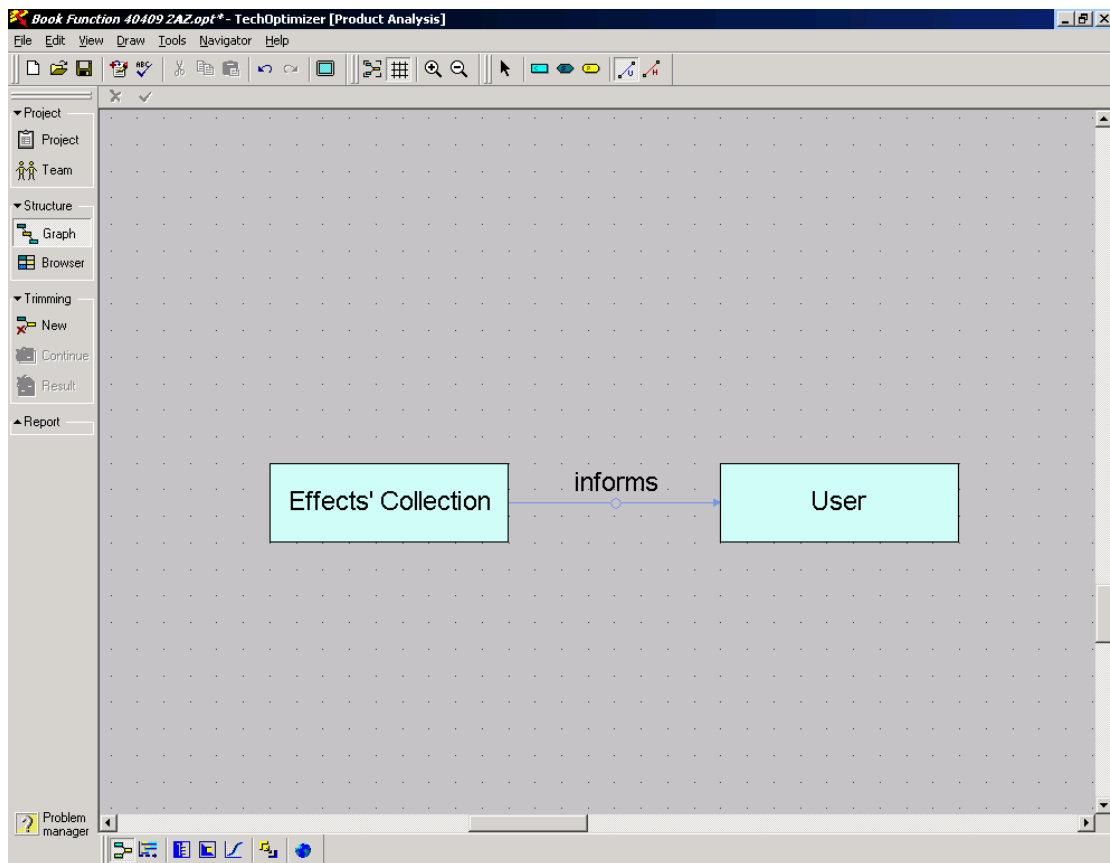 Book Function 40409 2AZ.opt* - TechOptimizer [Product Analysis]
File Edit View Draw Tools Navigator Help
ABC
C P U H
Project
Project
Team
Structure
Graph
Browser
Trimming
New
Continue
Result
Report
Effects' Collection
informs
User
Problem
manager